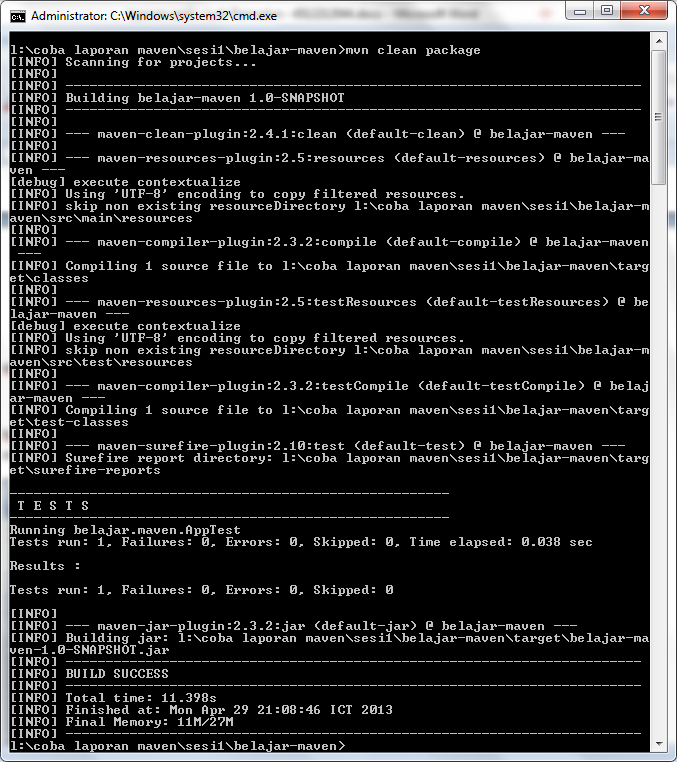 Administrator: C:\Windows\system32\cmd.exe
l:\coba laporan maven\sesi1\belajar-maven>mvn clean package
[INFO] Scanning for projects...
[INFO]
[INFO] ------------------------------------------------------------------------
[INFO] Building belajar-maven 1.0-SNAPSHOT
[INFO] ------------------------------------------------------------------------
[INFO]
[INFO] --- maven-clean-plugin:2.4.1:clean (default-clean) @ belajar-maven ---
[INFO]
[INFO] --- maven-resources-plugin:2.5:resources (default-resources) @ belajar-ma
ven ---
[debug] execute contextualize
[INFO] Using 'UTF-8' encoding to copy filtered resources.
[INFO] skip non existing resourceDirectory l:\coba laporan maven\sesi1\belajar-m
aven\src\main\resources
[INFO]
[INFO] --- maven-compiler-plugin:2.3.2:compile (default-compile) @ belajar-maven
 ---
[INFO] Compiling 1 source file to l:\coba laporan maven\sesi1\belajar-maven\targ
et\classes
[INFO]
[INFO] --- maven-resources-plugin:2.5:testResources (default-testResources) @ be
lajar-maven ---
[debug] execute contextualize
[INFO] Using 'UTF-8' encoding to copy filtered resources.
[INFO] skip non existing resourceDirectory l:\coba laporan maven\sesi1\belajar-m
aven\src\test\resources
[INFO]
[INFO] --- maven-compiler-plugin:2.3.2:testCompile (default-testCompile) @ belaj
ar-maven ---
[INFO] Compiling 1 source file to l:\coba laporan maven\sesi1\belajar-maven\targ
et\test-classes
[INFO]
[INFO] --- maven-surefire-plugin:2.10:test (default-test) @ belajar-maven ---
[INFO] Surefire report directory: l:\coba laporan maven\sesi1\belajar-maven\targ
et\surefire-reports
-------------------------------------------------------
 T E S T S
-------------------------------------------------------
Running belajar.maven.AppTest
Tests run: 1, Failures: 0, Errors: 0, Skipped: 0, Time elapsed: 0.038 sec
Results :
Tests run: 1, Failures: 0, Errors: 0, Skipped: 0
[INFO]
[INFO] --- maven-jar-plugin:2.3.2:jar (default-jar) @ belajar-maven ---
[INFO] Building jar: l:\coba laporan maven\sesi1\belajar-maven\target\belajar-ma
ven-1.0-SNAPSHOT.jar
[INFO] ------------------------------------------------------------------------
[INFO] BUILD SUCCESS
[INFO] ------------------------------------------------------------------------
[INFO] Total time: 11.398s
[INFO] Finished at: Mon Apr 29 21:08:46 ICT 2013
[INFO] Final Memory: 11M/27M
[INFO] ------------------------------------------------------------------------
l:\coba laporan maven\sesi1\belajar-maven>